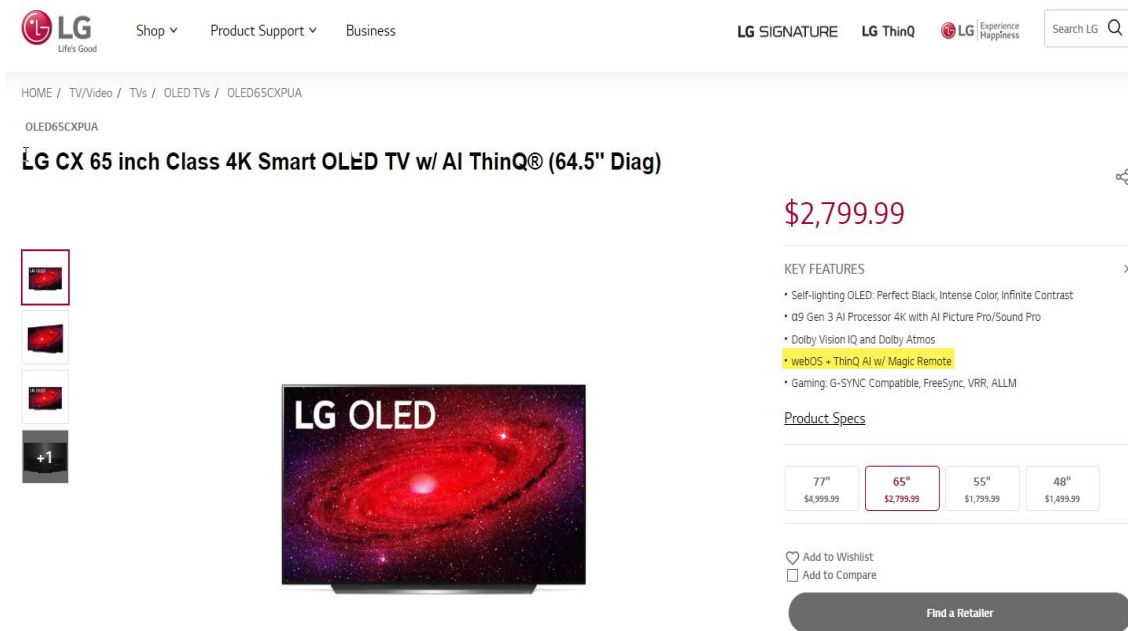 LG
Life's Good
Shop
Product Support
Business
LG SIGNATURE
LG ThinQ
LG Experience Happiness
Search LG
HOME / TV/Video / TVs / OLED TVs / OLED65CXPUA
OLED65CXPUA
LG CX 65 inch Class 4K Smart OLED TV w/ AI ThinQ® (64.5" Diag)
$2,799.99
KEY FEATURES
• Self-lighting OLED: Perfect Black, Intense Color, Infinite Contrast
• α9 Gen 3 AI Processor 4K with AI Picture Pro/Sound Pro
• Dolby Vision IQ and Dolby Atmos
• webOS + ThinQ AI w/ Magic Remote
• Gaming: G-SYNC Compatible, FreeSync, VRR, ALLM
Product Specs
77" 65" 55" 48"
$4,999.99 $2,799.99 $1,799.99 $1,499.99
Add to Wishlist
Add to Compare
Find a Retailer
LG OLED
LG OLED
LG OLED
+1